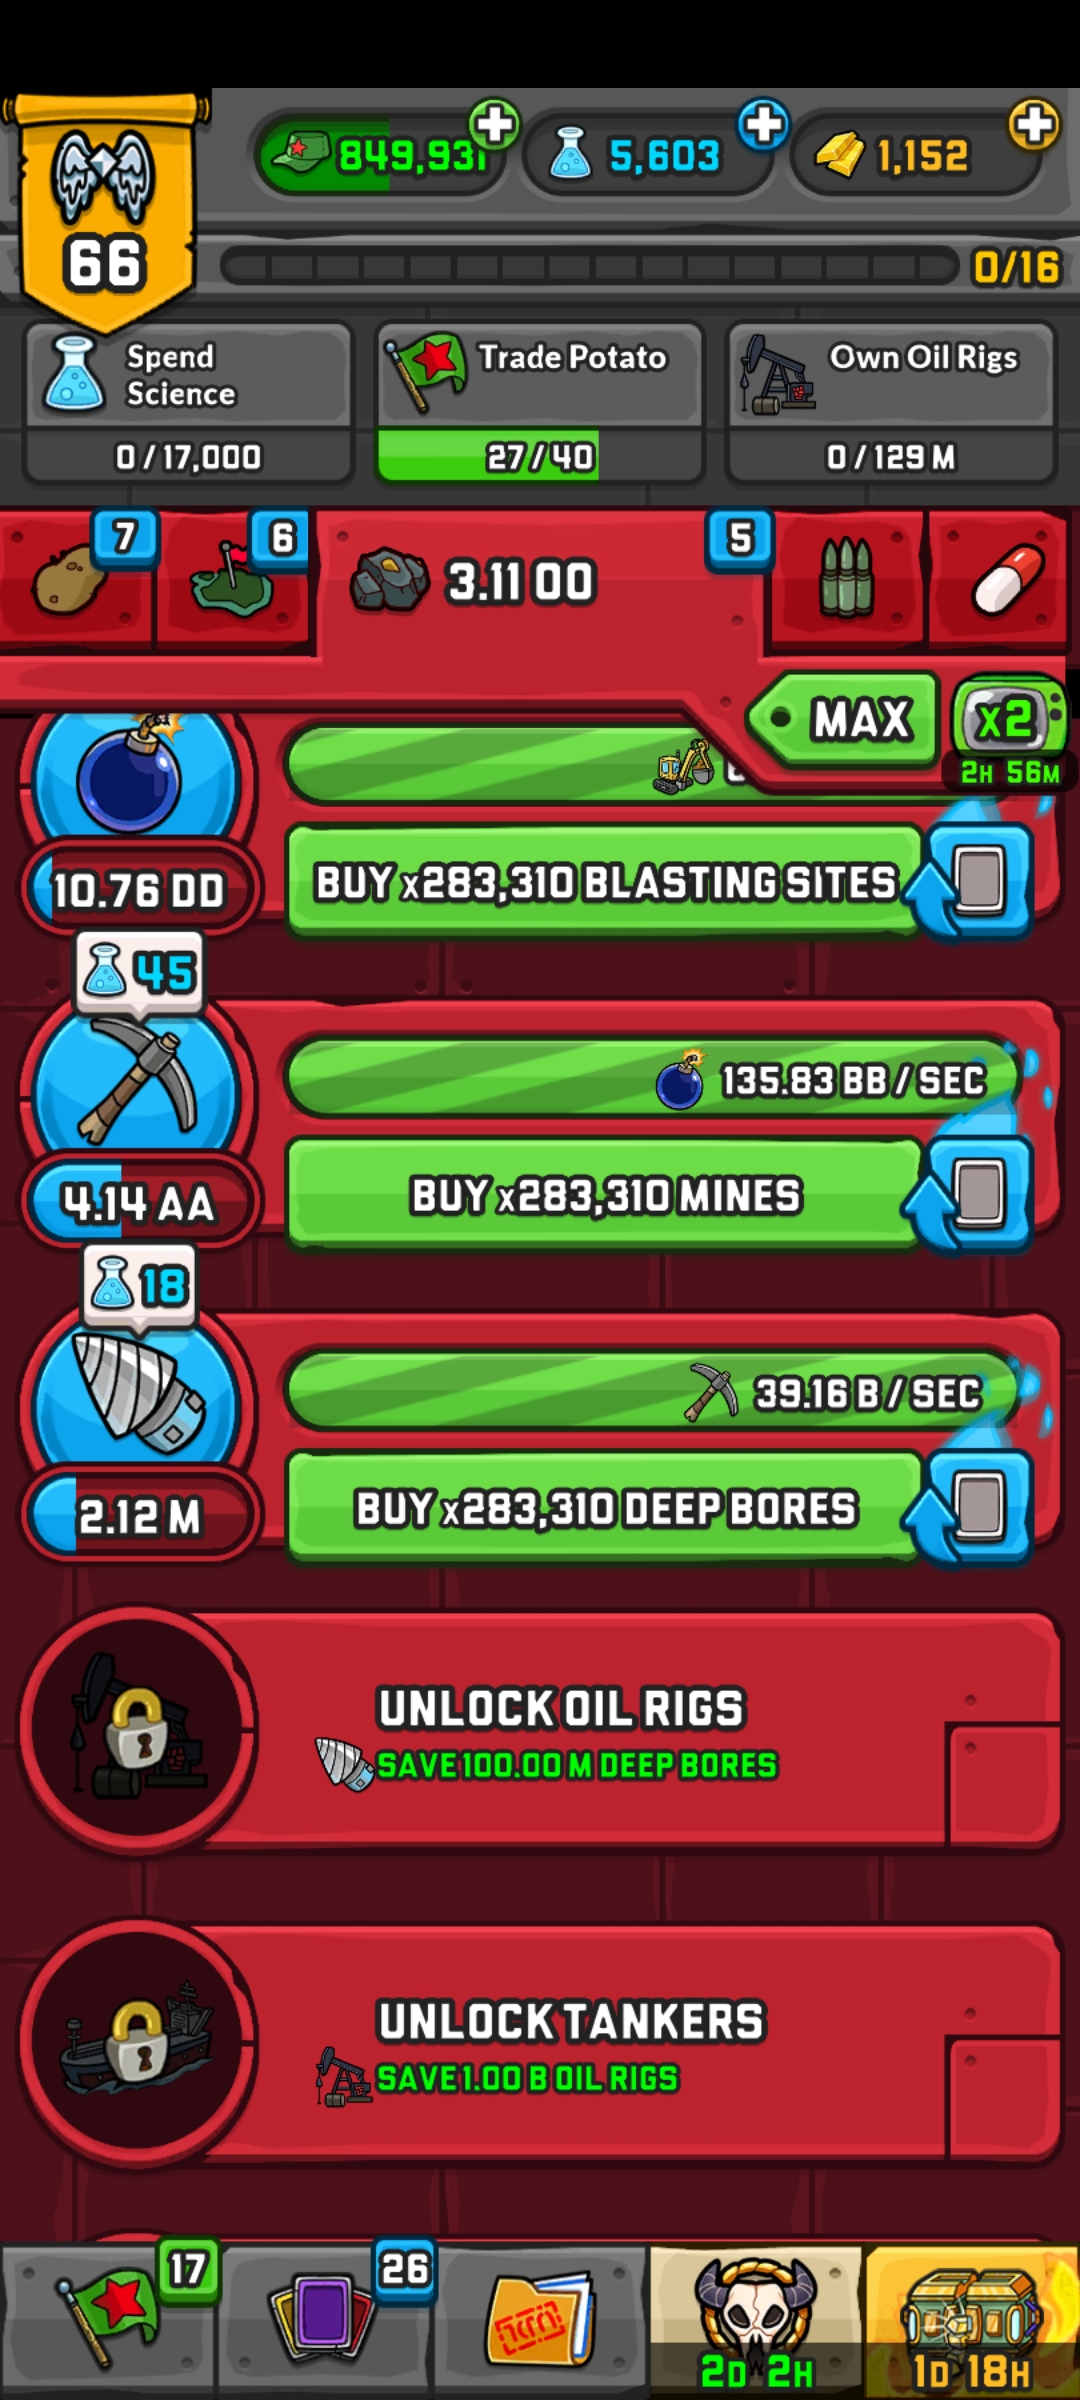 849,931
5,603
1,152
66
0/16
Spend
Science
0 / 17,000
Trade Potato
27 / 40
Own Oil Rigs
0 / 129 M
7
6
3.11 OO
5
MAX
X2
2H 56M
10.76 DD
BUY x283,310 BLASTING SITES
45
135.83 BB / SEC
4.14 AA
BUY x283,310 MINES
18
39.16 B / SEC
2.12 M
BUY x283,310 DEEP BORES
UNLOCK OIL RIGS
SAVE 100.00 M DEEP BORES
UNLOCK TANKERS
SAVE 1.00 B OIL RIGS
17
26
2D 2H
1D 18H